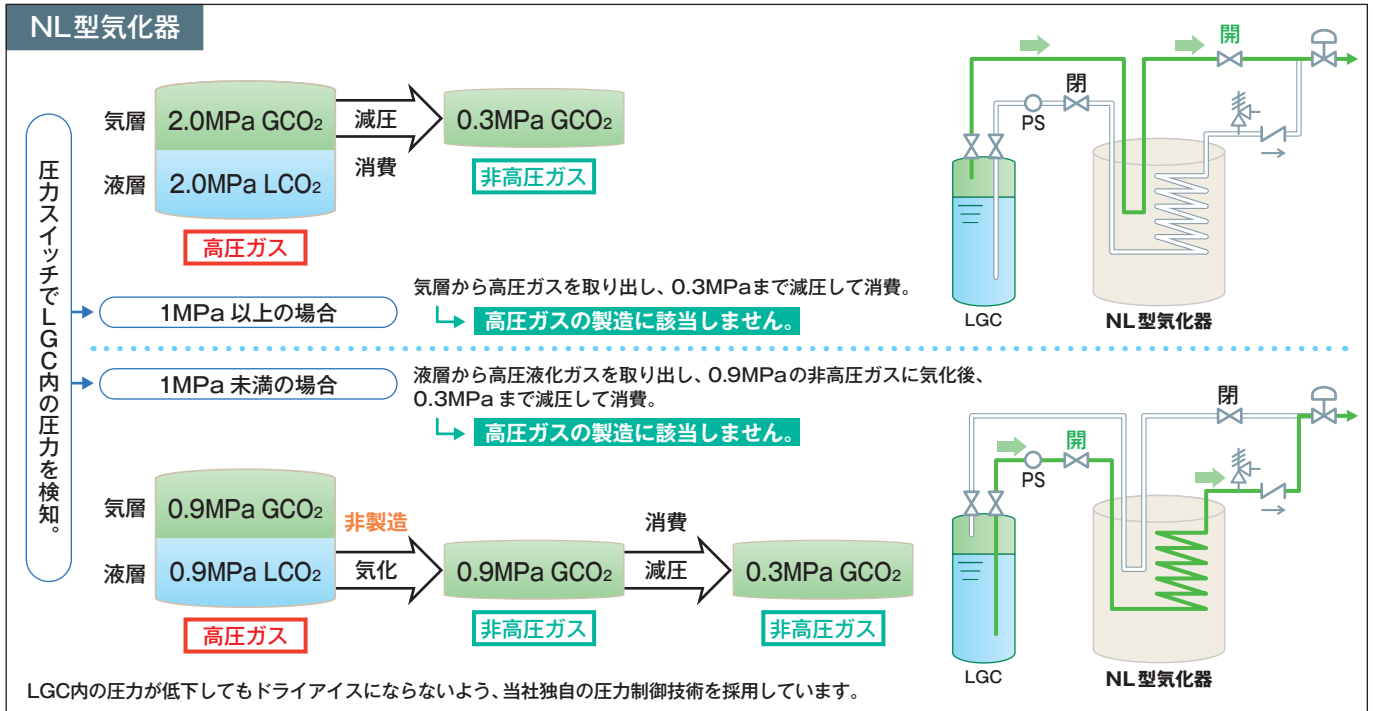 NL型気化器
圧力スイッチでLGC内の圧力を検知。
気層
2.0MPa GCO₂
液層
2.0MPa LCO₂
高圧ガス
減圧
消費
0.3MPa GCO₂
非高圧ガス
1MPa 以上の場合
気層から高圧ガスを取り出し、0.3MPaまで減圧して消費。
高圧ガスの製造に該当しません。
開
閉
PS
LGC
NL型気化器
1MPa 未満の場合
液層から高圧液化ガスを取り出し、0.9MPaの非高圧ガスに気化後、
0.3MPa まで減圧して消費。
高圧ガスの製造に該当しません。
気層
0.9MPa GCO₂
液層
0.9MPa LCO₂
高圧ガス
非製造
気化
0.9MPa GCO₂
非高圧ガス
消費
減圧
0.3MPa GCO₂
非高圧ガス
閉
開
PS
LGC
NL型気化器
LGC内の圧力が低下してもドライアイスにならないよう、当社独自の圧力制御技術を採用しています。